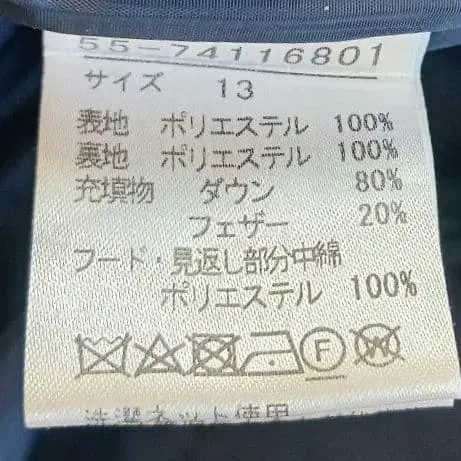 55-74116801
サイズ 13
表地 ポリエステル 100%
裏地 ポリエステル 100%
充填物 ダウン 80%
フェザー 20%
フード・見返し部分中綿
ポリエステル 100%
F W